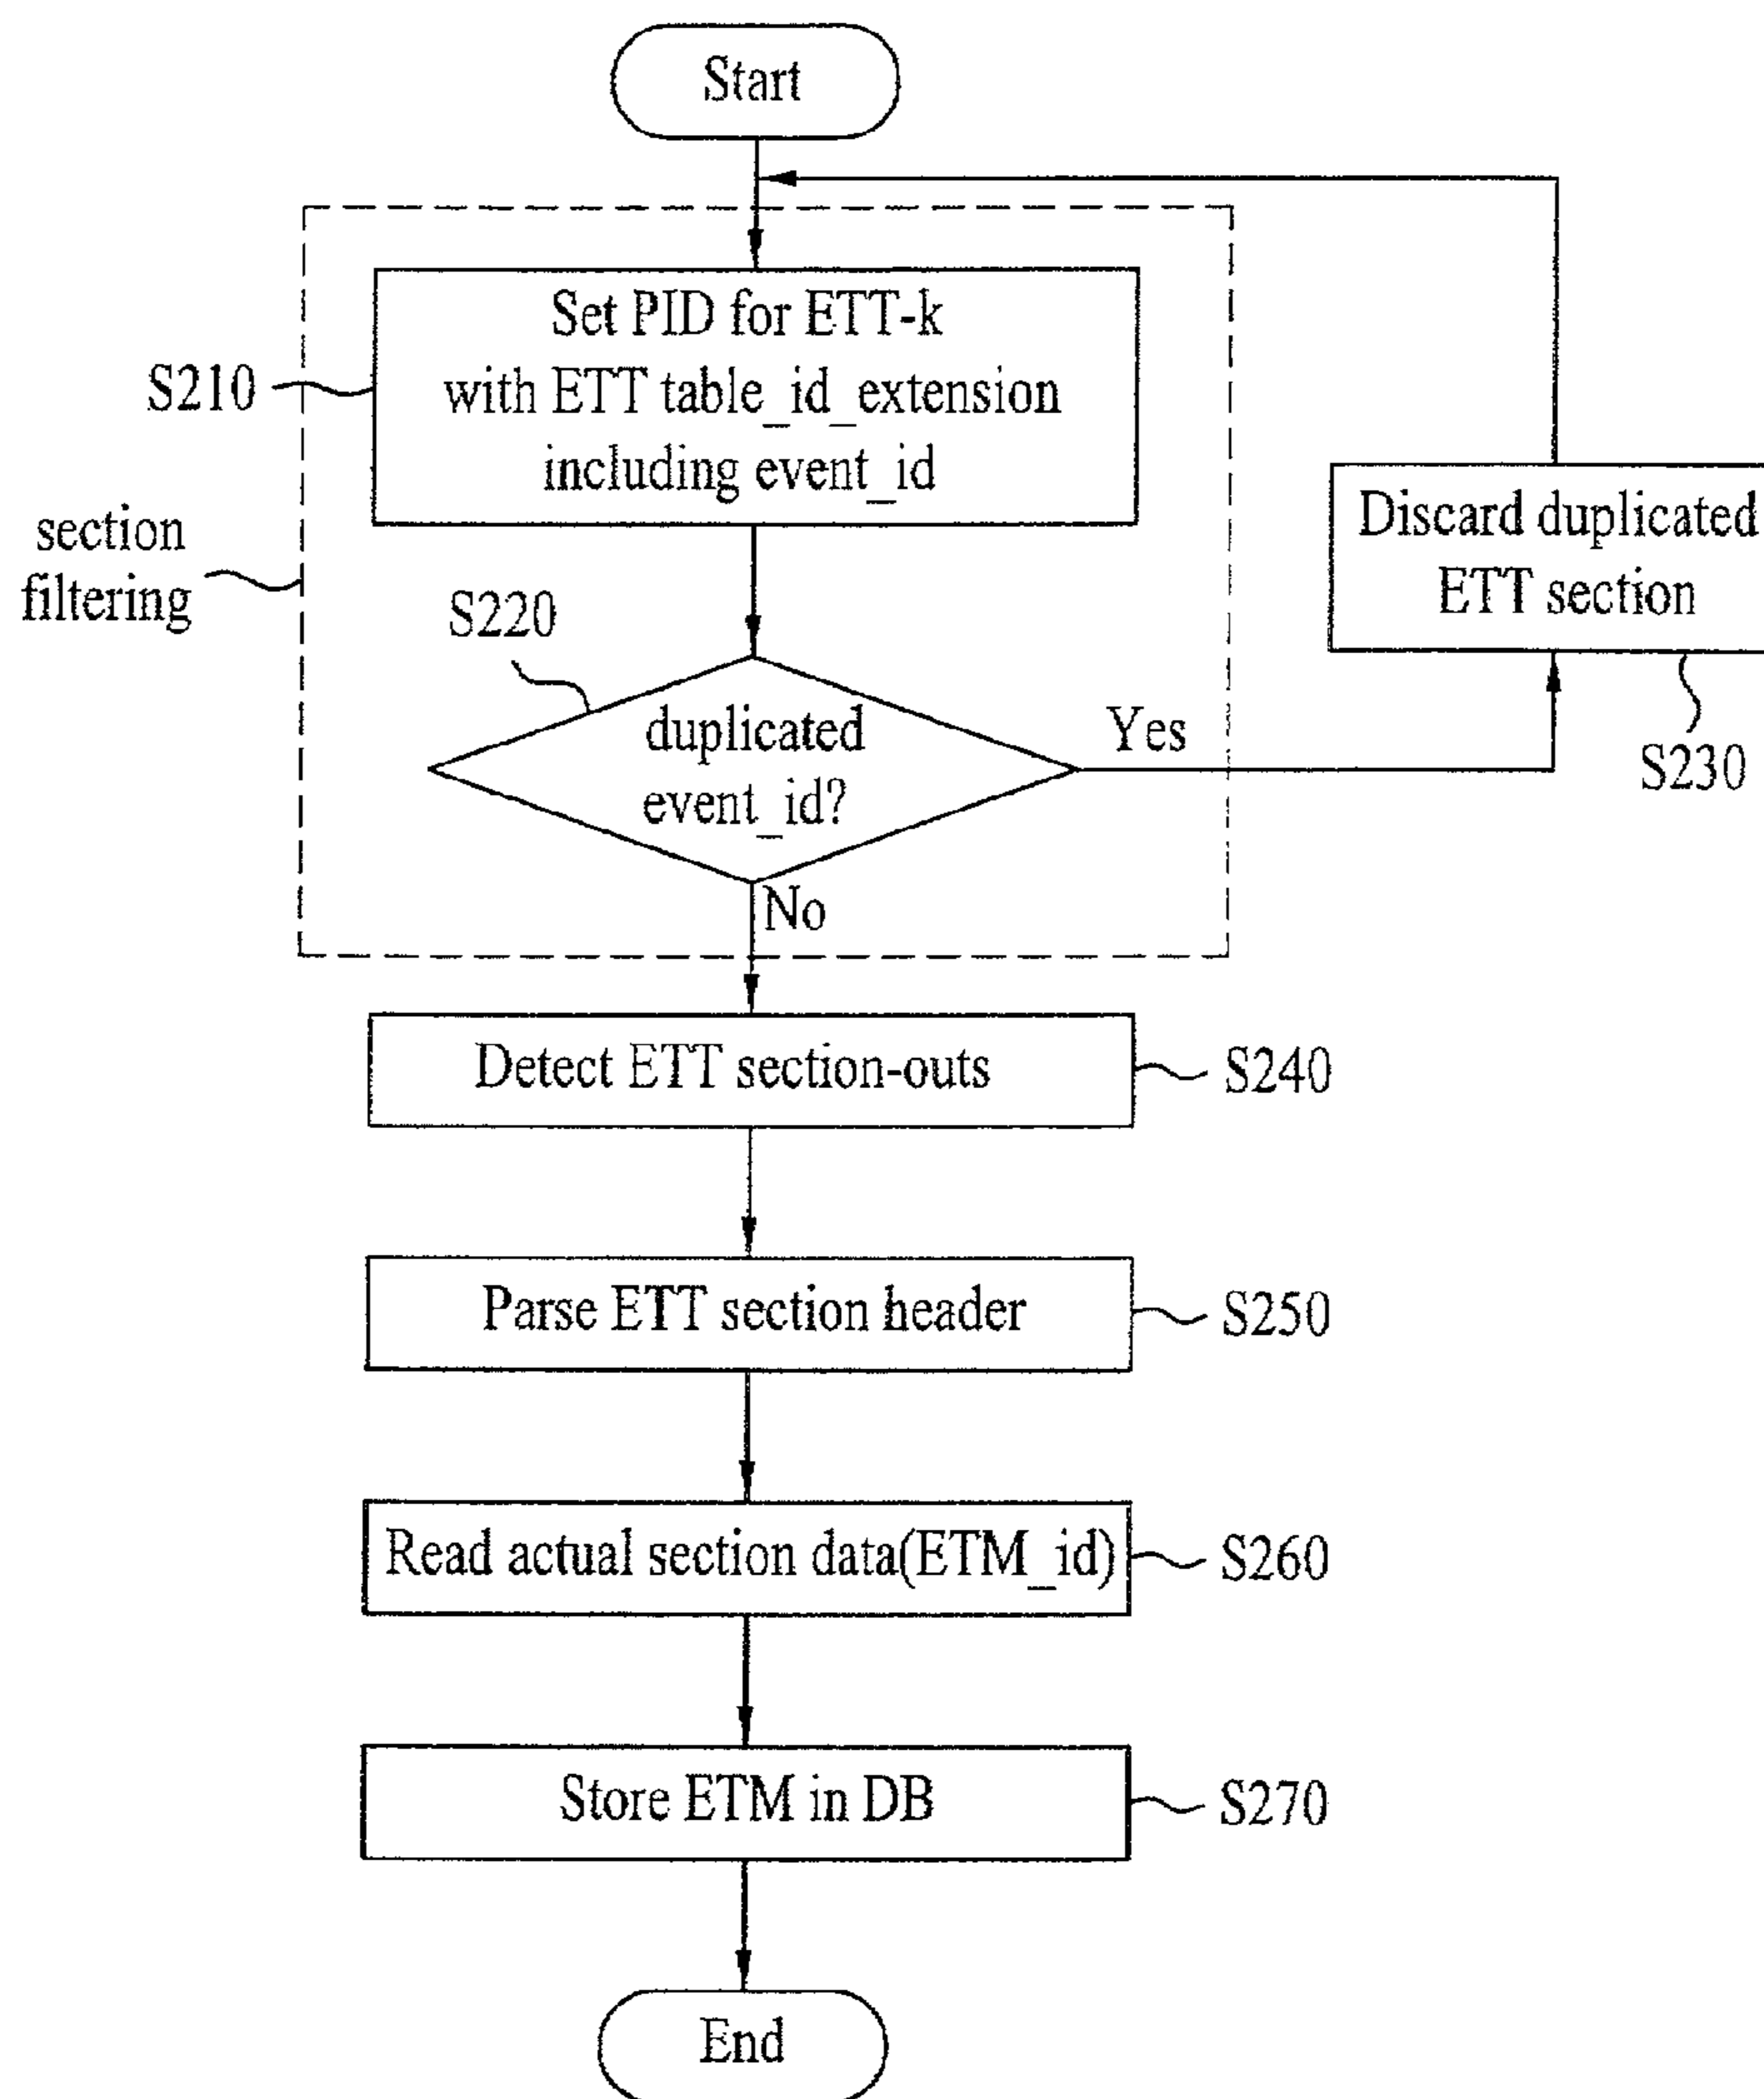 Start
Set PID for ETT-k
with ETT table_id_extension
including event_id
S210
section
filtering
Discard duplicated
ETT section
S230
S220
duplicated
event_id?
Yes
No
Detect ETT section-outs
S240
Parse ETT section header
S250
Read actual section data(ETM_id)
S260
Store ETM in DB
S270
End